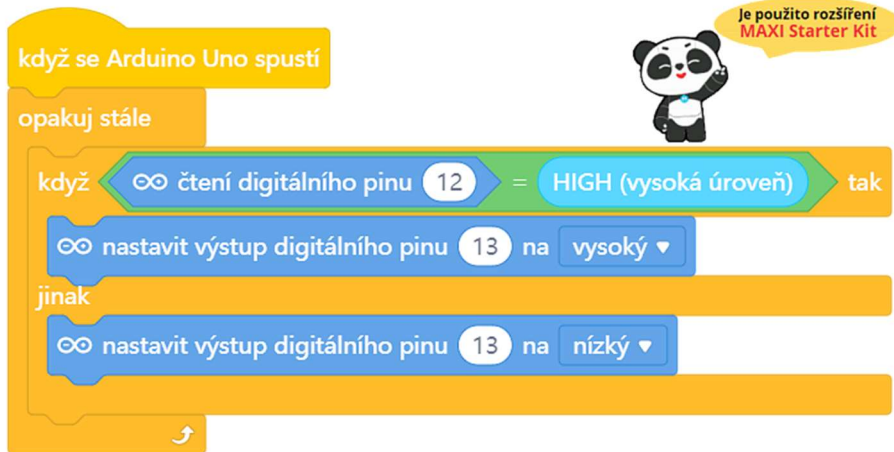 Je použito rozšíření
MAXI Starter Kit
když se Arduino Uno spustí
opakuj stále
když čtení digitálního pinu 12 = HIGH (vysoká úroveň) tak
nastavit výstup digitálního pinu 13 na vysoký
jinak
nastavit výstup digitálního pinu 13 na nízký